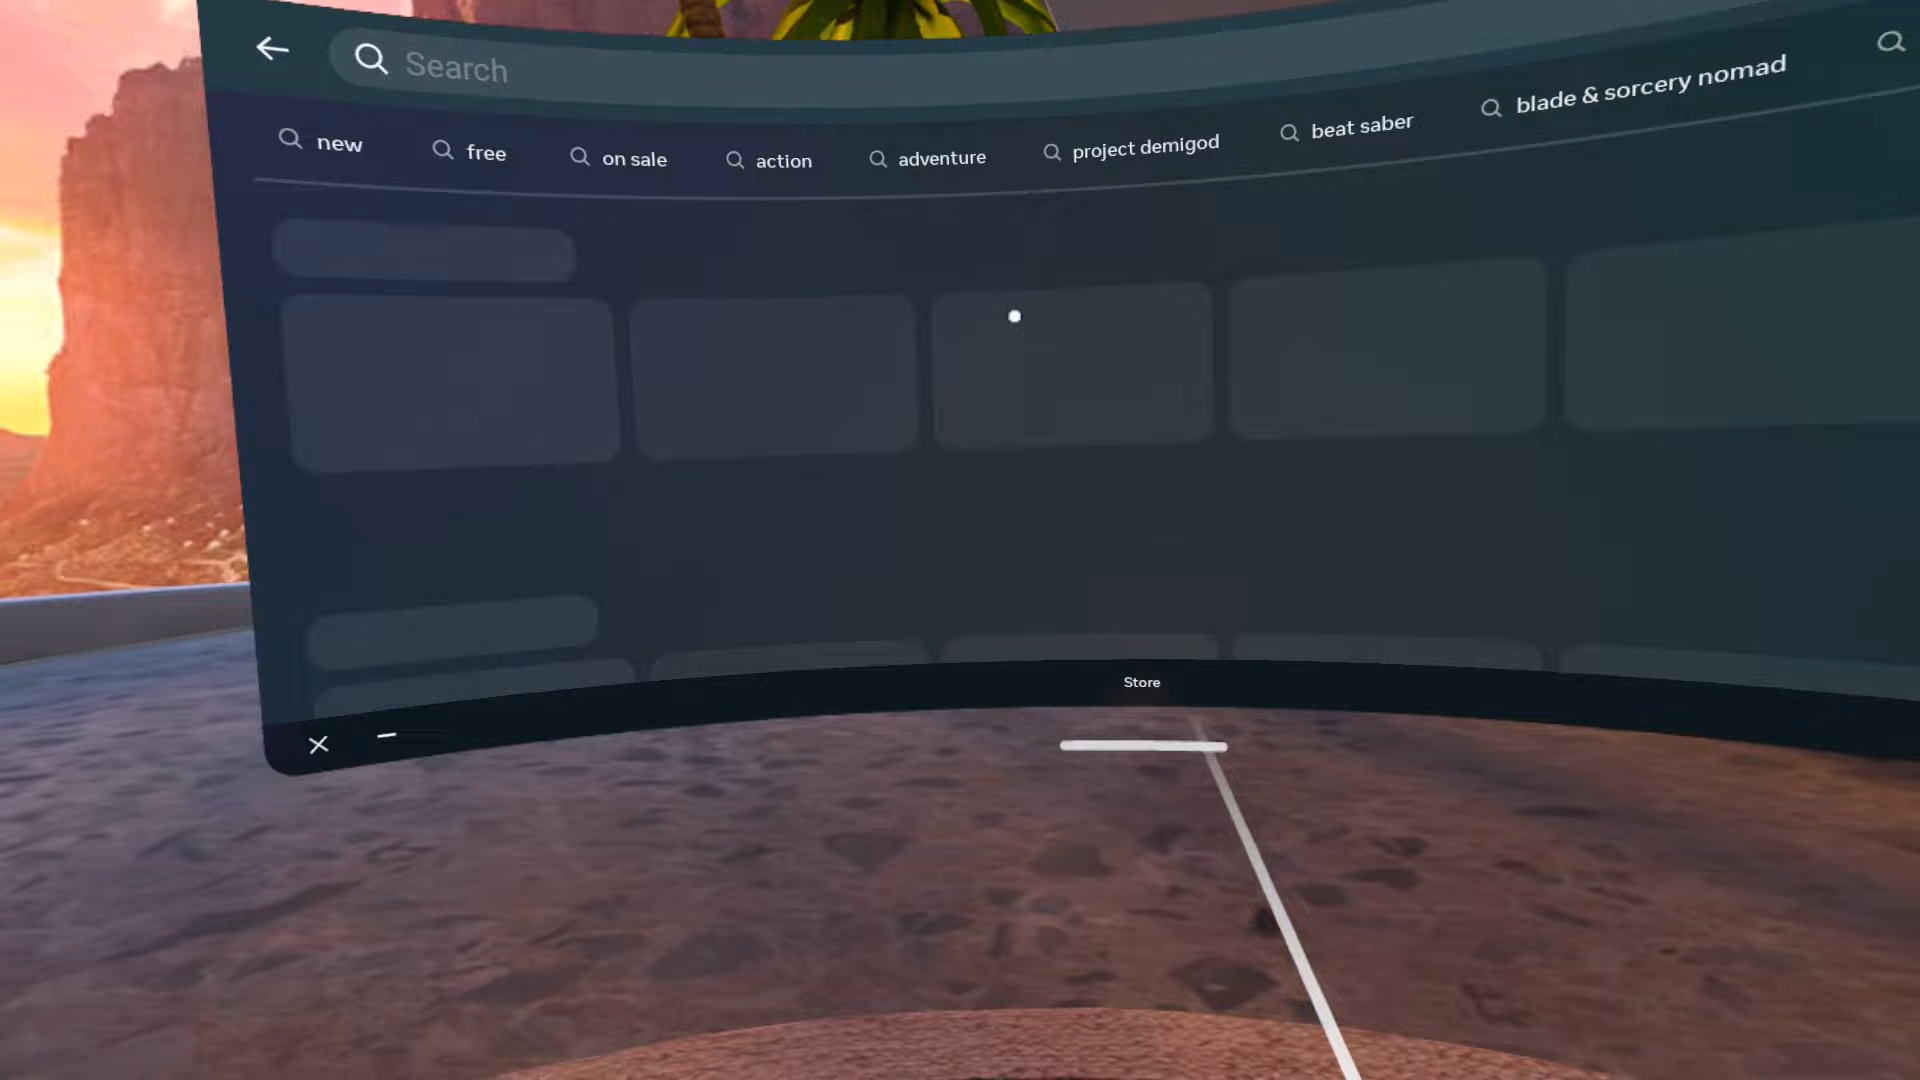 Search
new
free
on sale
action
adventure
project demigod
beat saber
blade & sorcery nomad
Store